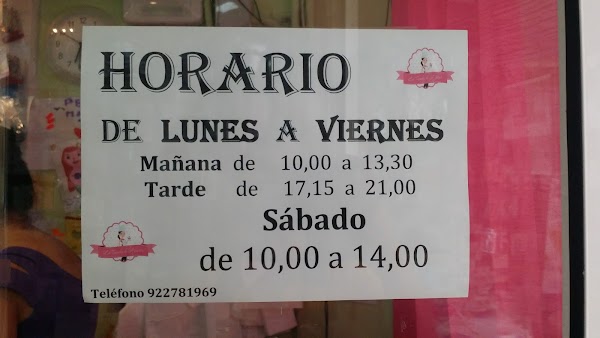 HORARIO
DE LUNES A VIERNES
Mañana de 10,00 a 13,30
Tarde de 17,15 a 21,00
Sábado
de 10,00 a 14,00
Teléfono 922781969